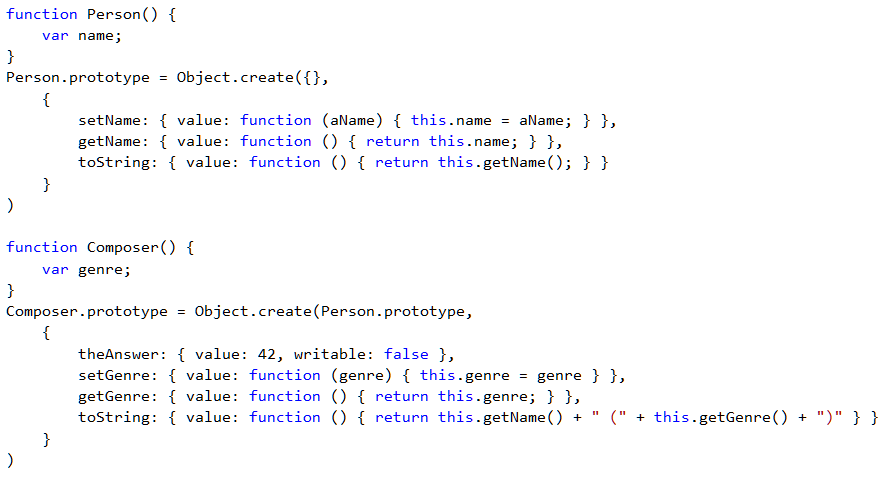 function Person() {
    var name;
}
Person.prototype = Object.create({},
    {
        setName: { value: function (aName) { this.name = aName; } },
        getName: { value: function () { return this.name; } },
        toString: { value: function () { return this.getName(); } }
    }
)

function Composer() {
    var genre;
}
Composer.prototype = Object.create(Person.prototype,
    {
        theAnswer: { value: 42, writable: false },
        setGenre: { value: function (genre) { this.genre = genre } },
        getGenre: { value: function () { return this.genre; } },
        toString: { value: function () { return this.getName() + " (" + this.getGenre() + ")" } }
    }
)